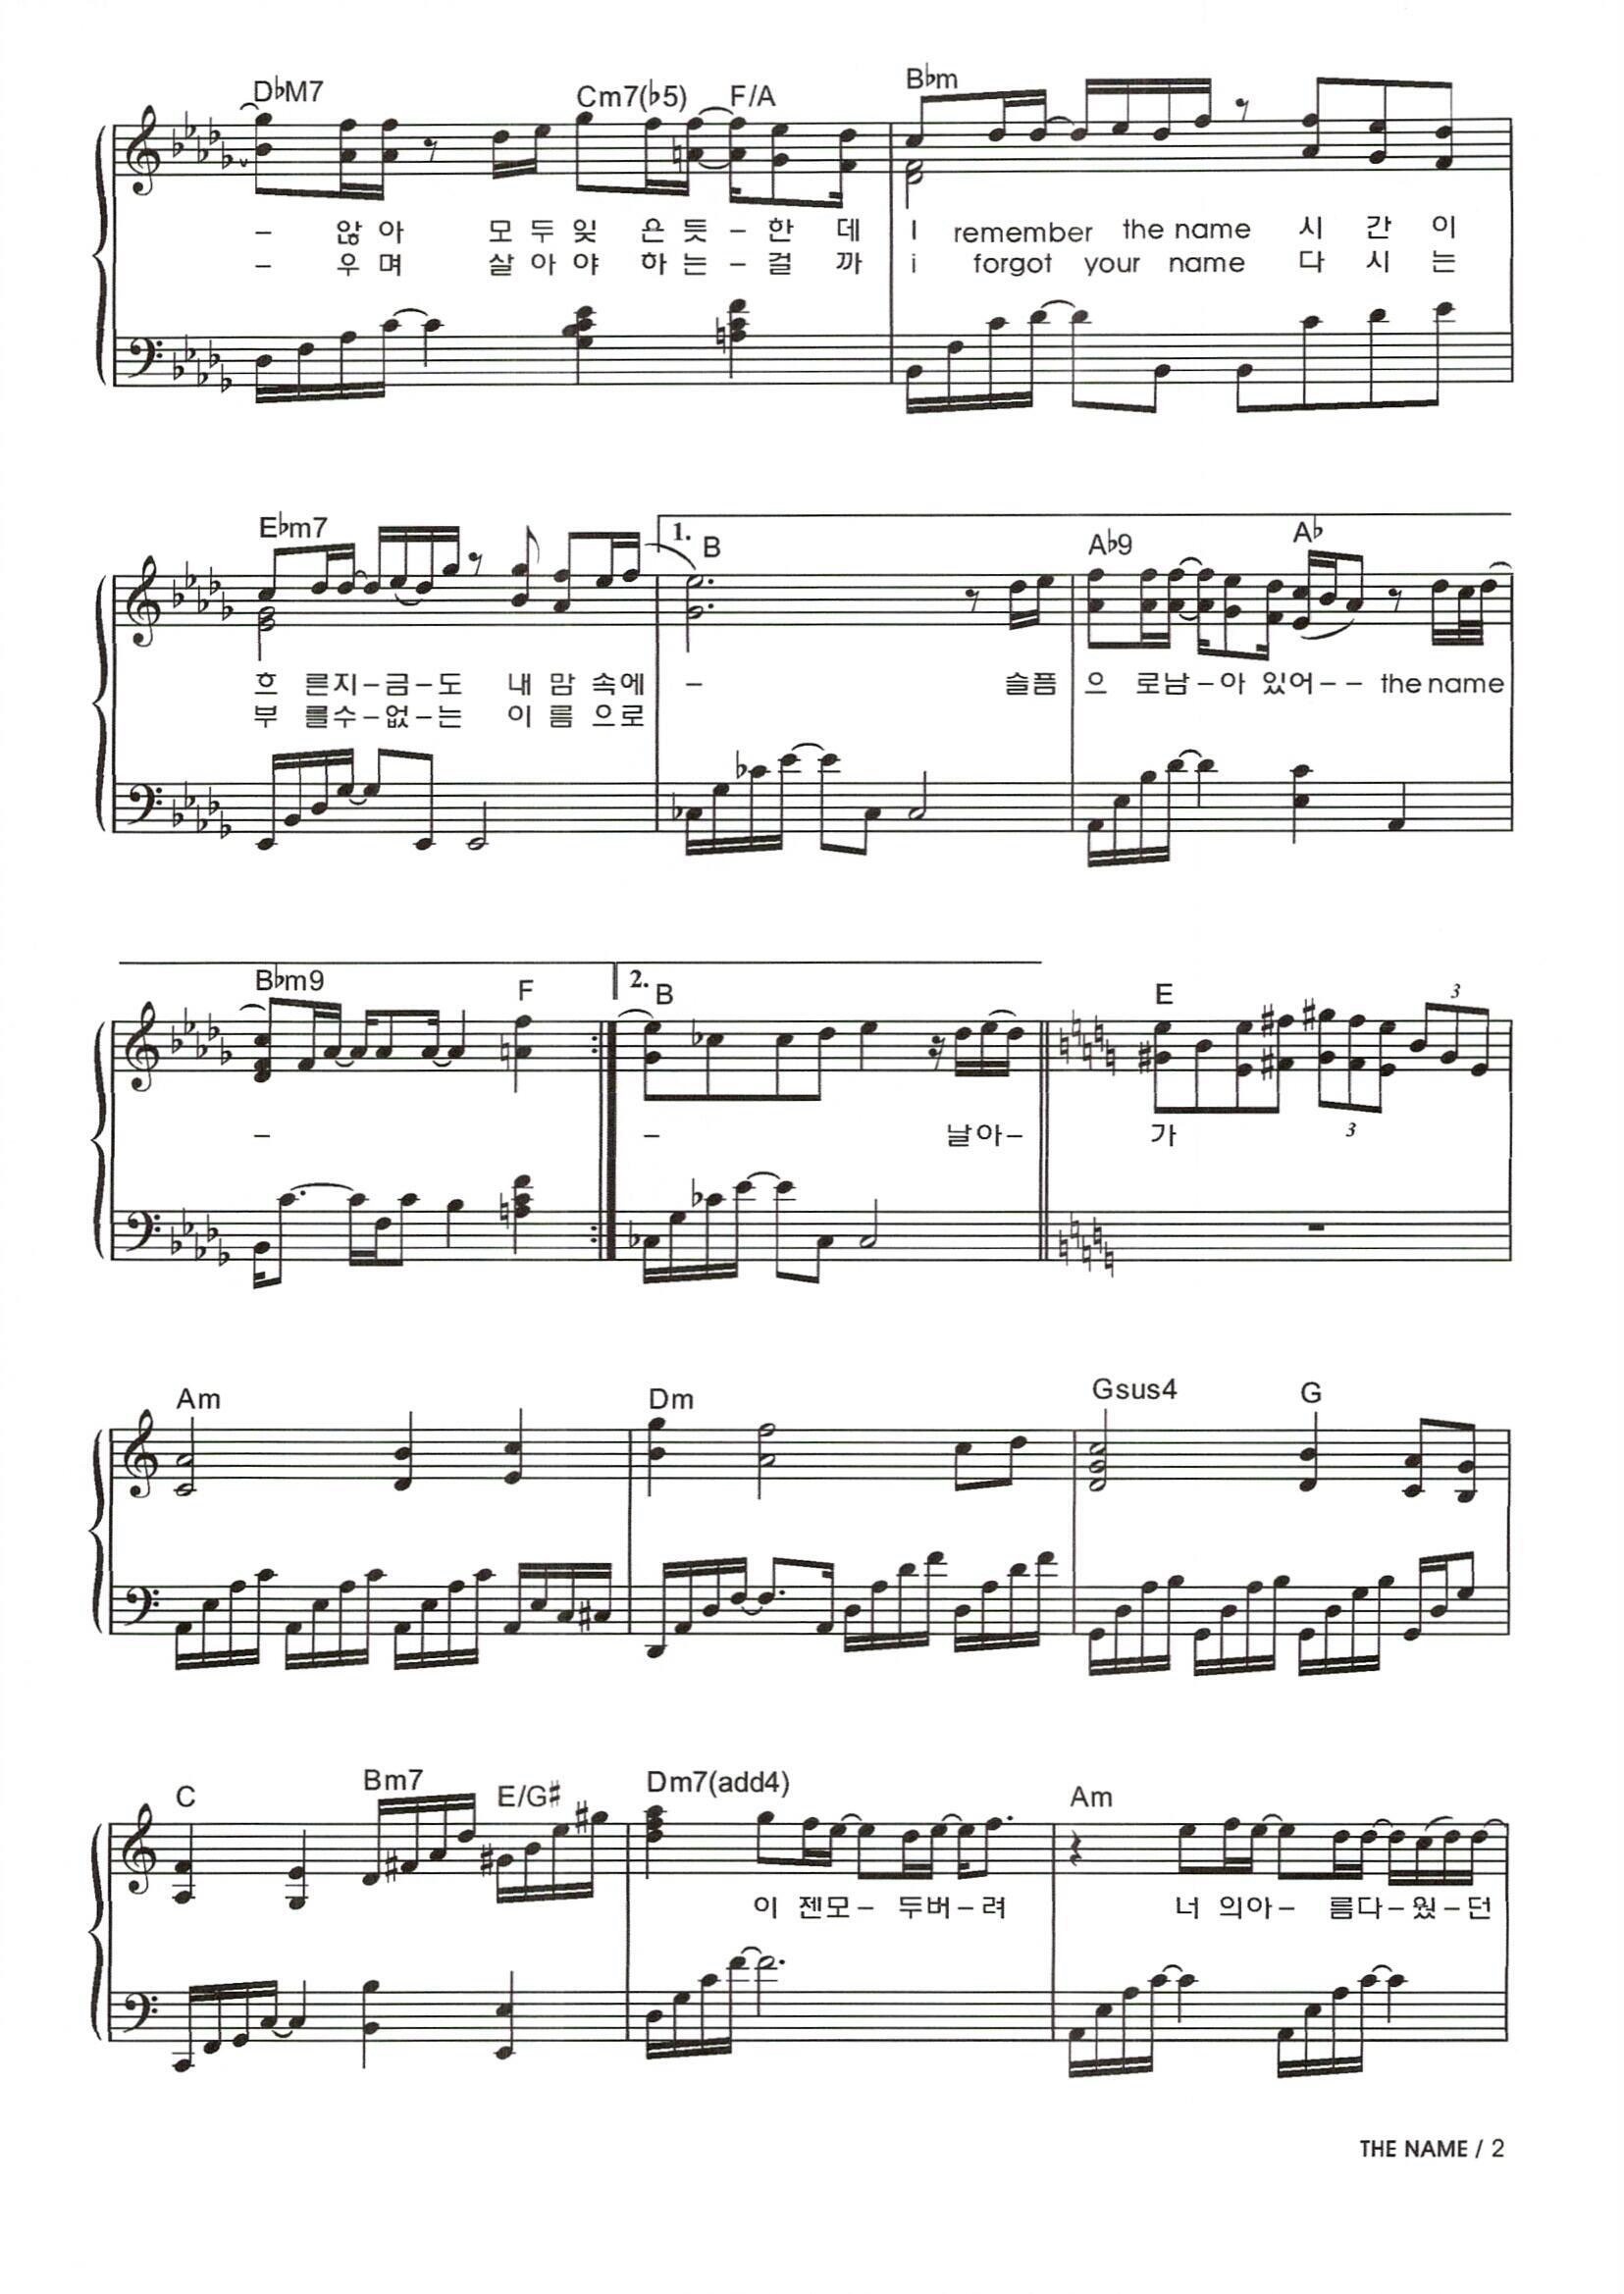 D♭M7 Cm7(♭5) F/A B♭m
– 않 아 모 두 잊 은 듯 – 한 데 I remember the name 시 간 이
– 우 며 살 아 야 하 는 – 걸 까 i forgot your name 다 시 는
E♭m7 1. B A♭9 A♭
흐 른지–금–도 내 맘 속에 – 슬픔 으 로남–아 있어–– the name
부 를수–없–는 이 름 으로
B♭m9 F 2. B E 3
– – 날아– 가 3
Am Dm Gsus4 G
C Bm7 E/G♯ Dm7(add4) Am
이 젠모– 두버–려 너 의아– 름다–웠–던
THE NAME / 2